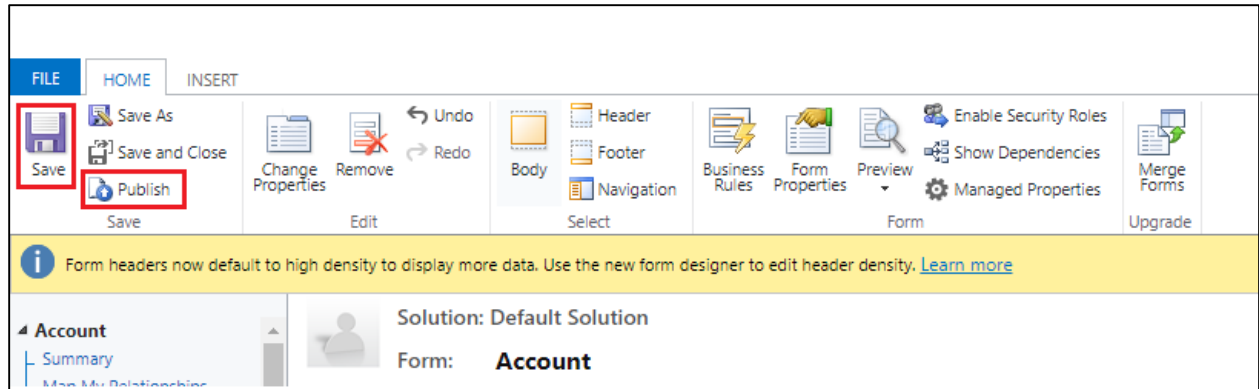 FILE HOME INSERT
Save
Save As
Save and Close
Publish
Save
Change
Properties
Remove
Undo
Redo
Edit
Body
Header
Footer
Navigation
Select
Business
Rules
Form
Properties
Preview
Enable Security Roles
Show Dependencies
Managed Properties
Form
Merge
Forms
Upgrade
Form headers now default to high density to display more data. Use the new form designer to edit header density. Learn more
Account
Summary
Map My Relationships
Solution: Default Solution
Form: Account